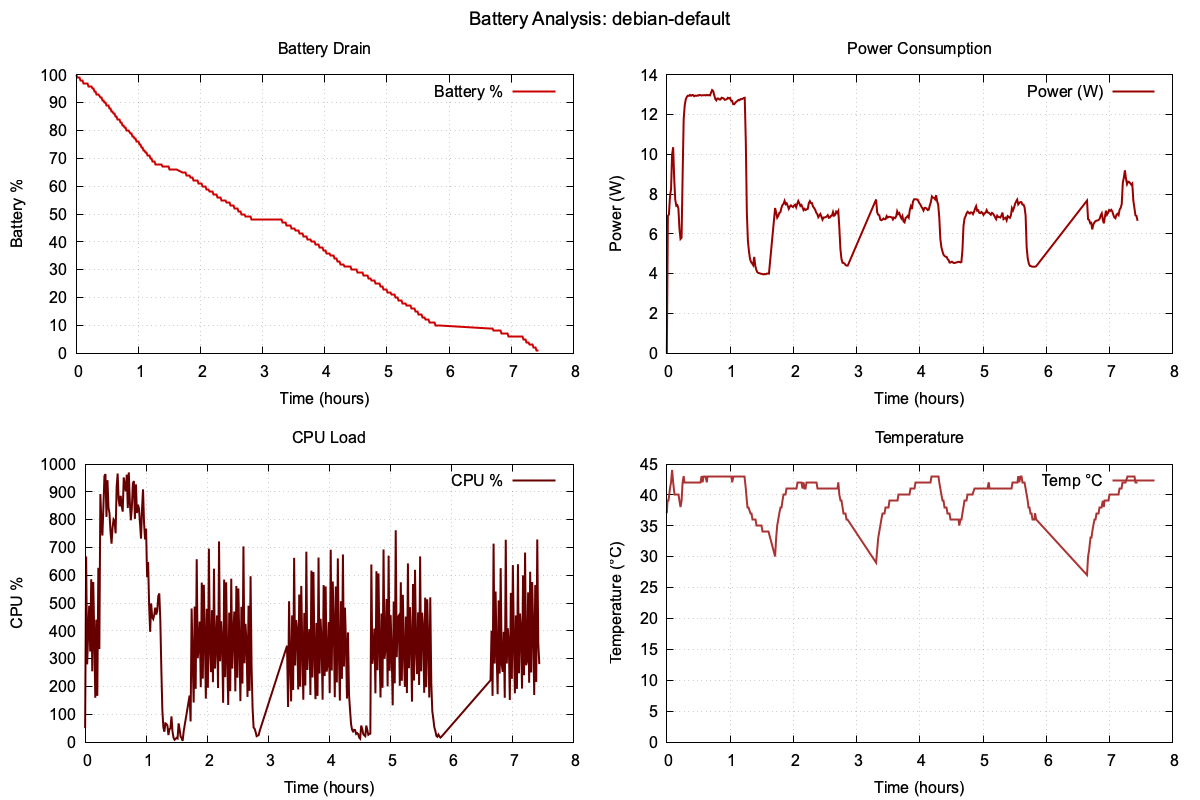 Battery Analysis: debian-default
Battery Drain
Battery %
100
90
80
70
60
50
40
30
20
10
0
Battery %
0 1 2 3 4 5 6 7 8
Time (hours)
Power Consumption
Power (W)
14
12
10
8
6
4
2
0
Power (W)
0 1 2 3 4 5 6 7 8
Time (hours)
CPU Load
CPU %
1000
900
800
700
600
500
400
300
200
100
0
CPU %
0 1 2 3 4 5 6 7 8
Time (hours)
Temperature
Temp °C
45
40
35
30
25
20
15
10
5
0
Temperature (°C)
0 1 2 3 4 5 6 7 8
Time (hours)